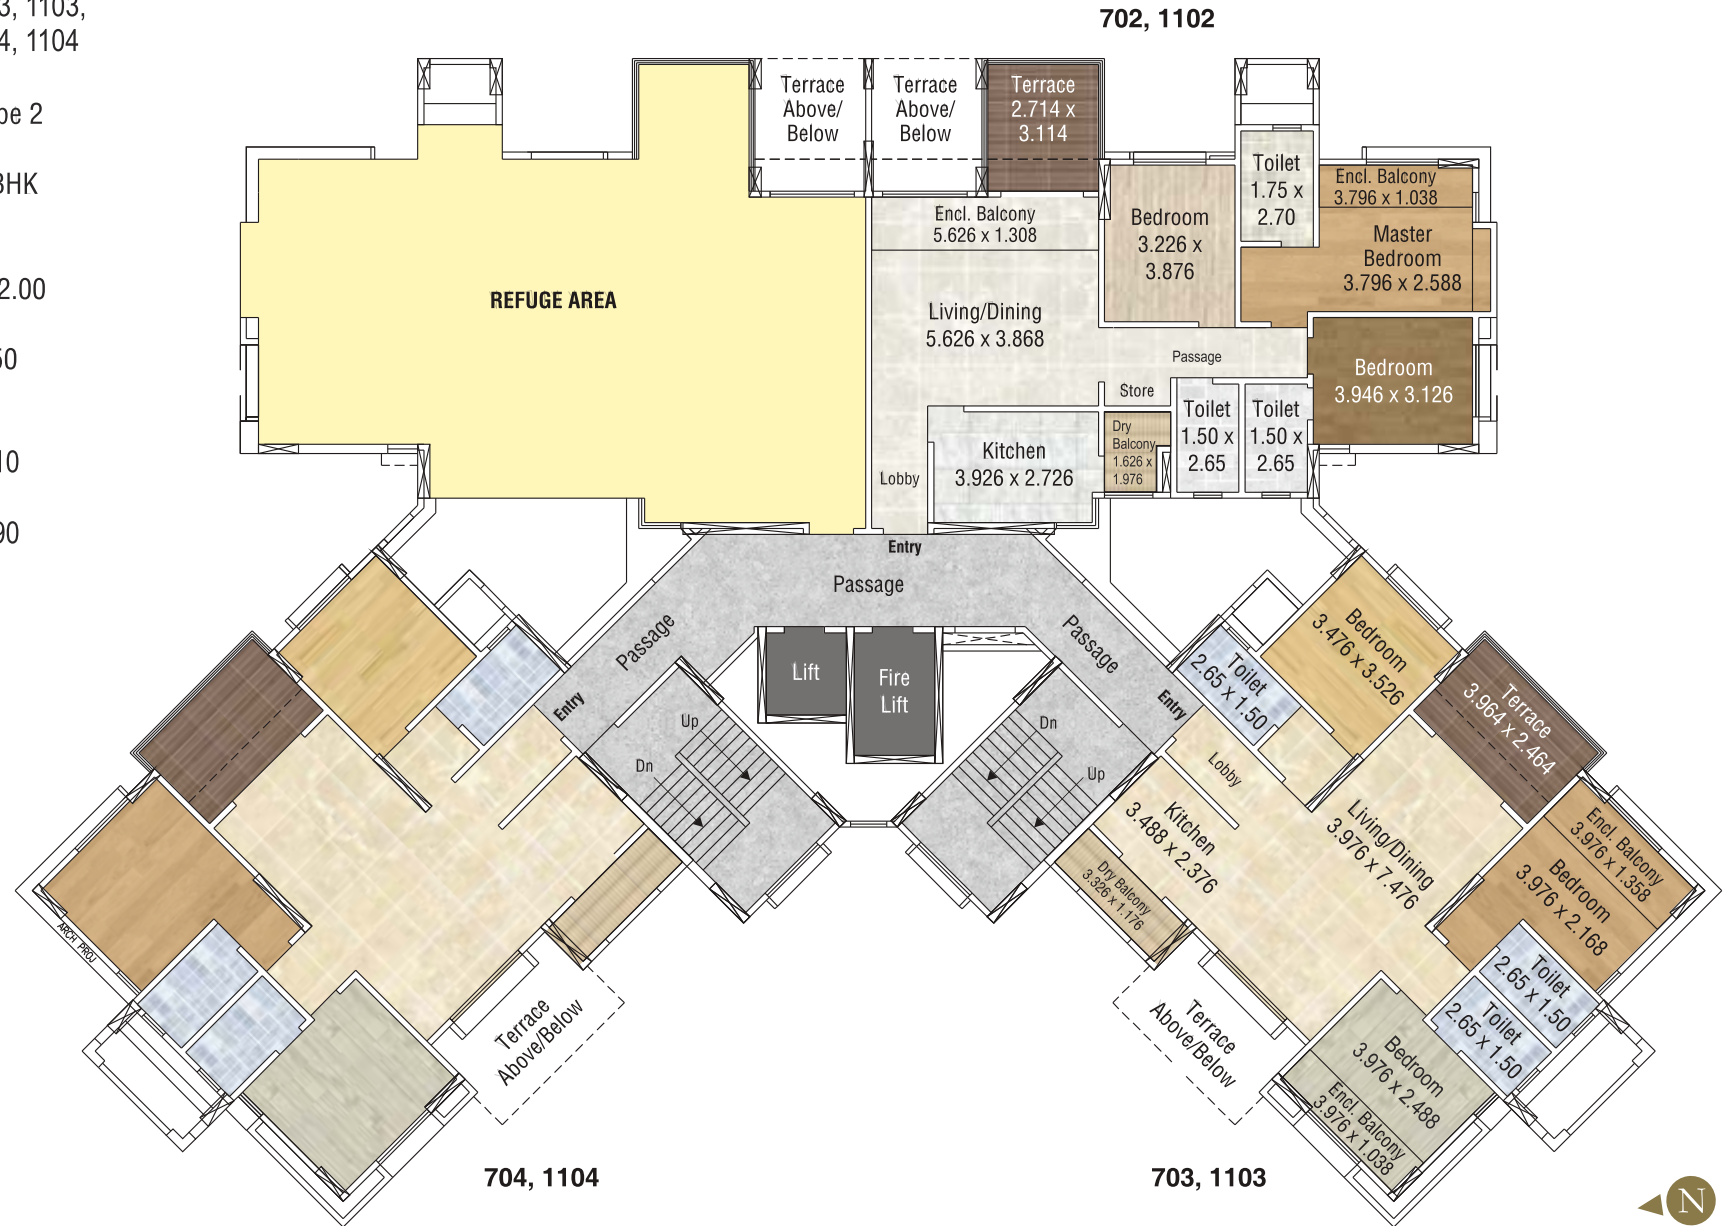 3, 1103,
4, 1104
pe 2
BHK
2.00
50
10
90
702, 1102
Terrace
Above/
Below
Terrace
Above/
Below
Terrace
2.714 x
3.114
Toilet
1.75 x
2.70
Encl. Balcony
3.796 x 1.038
Encl. Balcony
5.626 x 1.308
Bedroom
3.226 x
3.876
Master
Bedroom
3.796 x 2.588
REFUGE AREA
Living/Dining
5.626 x 3.868
Passage
Bedroom
3.946 x 3.126
Store
Toilet
1.50 x
2.65
Toilet
1.50 x
2.65
Dry
Balcony
1.626 x
1.976
Kitchen
3.926 x 2.726
Lobby
Entry
Passage
Passage
Passage
Lift
Fire
Lift
Entry
Up
Dn
Entry
Dn
Up
Toilet
2.65 x 1.50
Bedroom
3.476 x 3.526
Terrace
3.964 x 2.464
Lobby
Kitchen
3.488 x 2.376
Living/Dining
3.976 x 7.476
Encl. Balcony
3.976 x 1.358
Bedroom
3.976 x 2.168
Dry Balcony
3.326 x 1.176
Toilet
2.65 x 1.50
Toilet
2.65 x 1.50
Bedroom
3.976 x 2.488
Encl. Balcony
3.976 x 1.038
ARCH PROJ
Terrace
Above/Below
Terrace
Above/Below
704, 1104
703, 1103
N